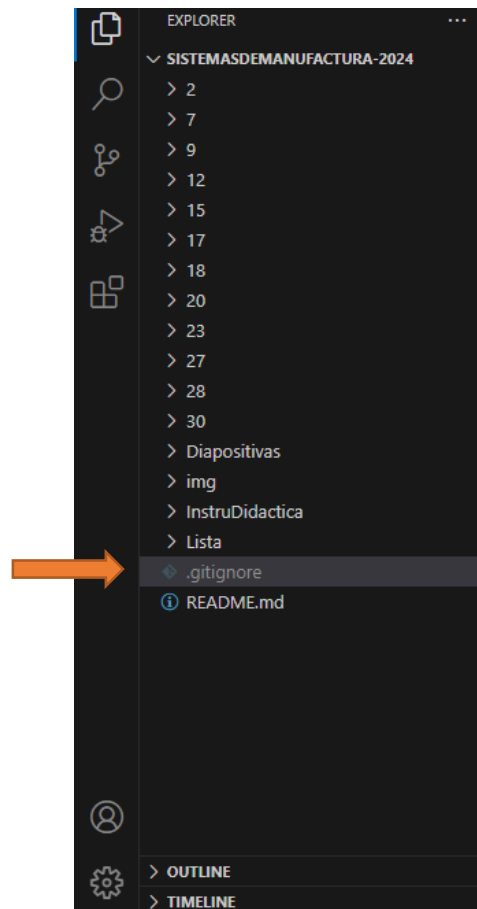 EXPLORER
SISTEMASDEMANUFACTURA-2024
2
7
9
12
15
17
18
20
23
27
28
30
Diapositivas
img
InstruDidactica
Lista
.gitignore
README.md
OUTLINE
TIMELINE